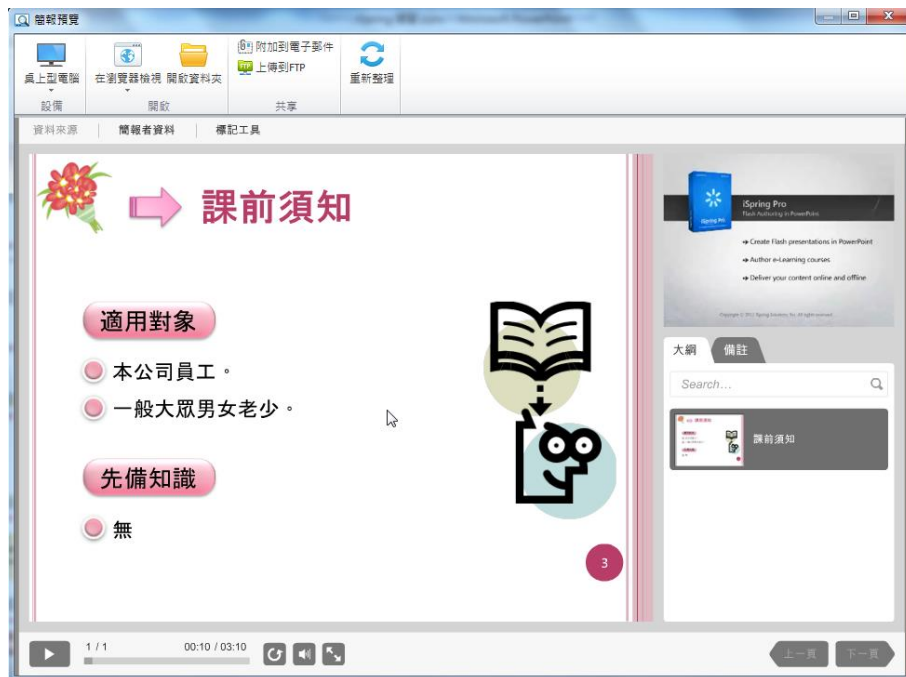 簡報預覽
桌上型電腦
在瀏覽器檢視
開啟資料夾
附加到電子郵件
上傳到FTP
重新整理
設備
開啟
共享
資料來源
簡報者資料
標記工具
課前須知
適用對象
本公司員工。
一般大眾男女老少。
先備知識
無
3
iSpring Pro
Flash Authoring in PowerPoint
Create Flash presentations in PowerPoint
Author e-Learning courses
Deliver your content online and offline
大綱
備註
Search...
課前須知
1 / 1
00:10 / 03:10
上一頁
下一頁